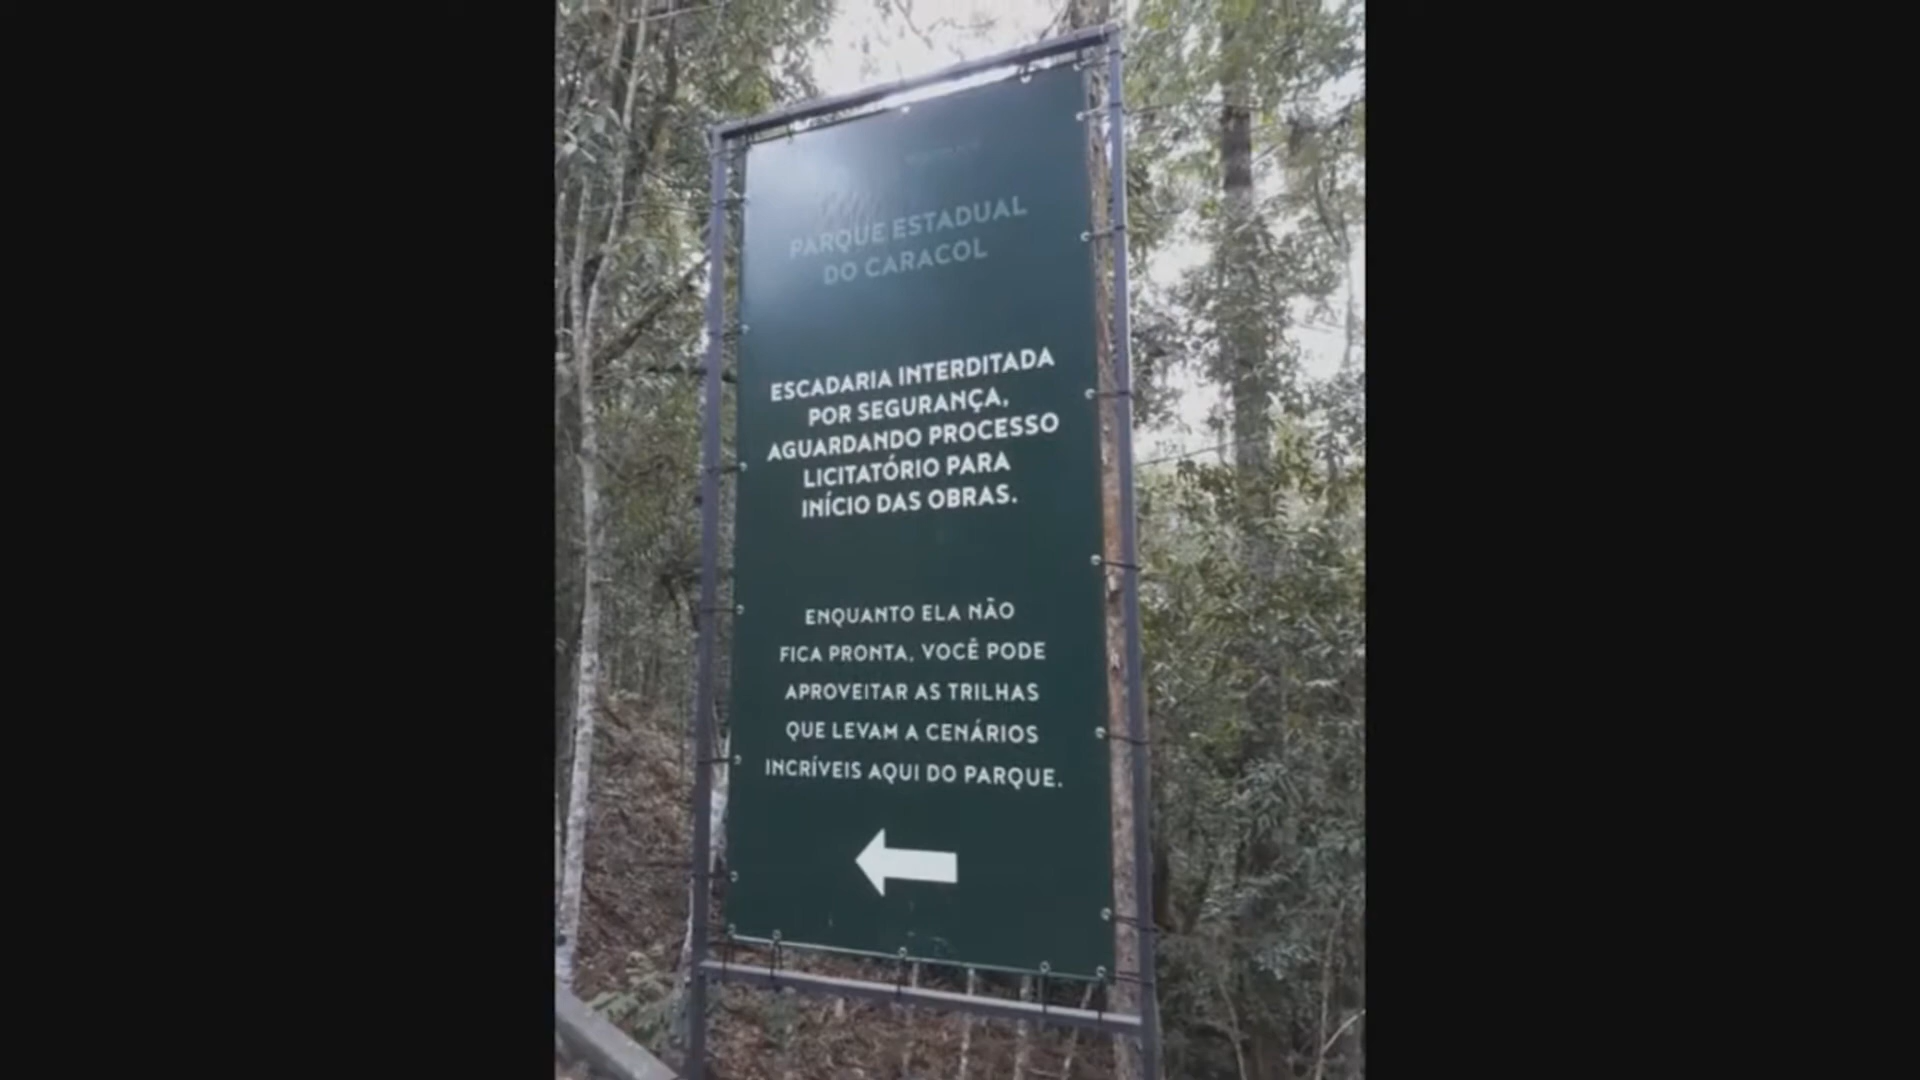 PARQUE ESTADUAL
DO CARACOL
ESCADARIA INTERDITADA
POR SEGURANÇA,
AGUARDANDO PROCESSO
LICITATÓRIO PARA
INÍCIO DAS OBRAS.
ENQUANTO ELA NÃO
FICA PRONTA, VOCÊ PODE
APROVEITAR AS TRILHAS
QUE LEVAM A CENÁRIOS
INCRÍVEIS AQUI DO PARQUE.